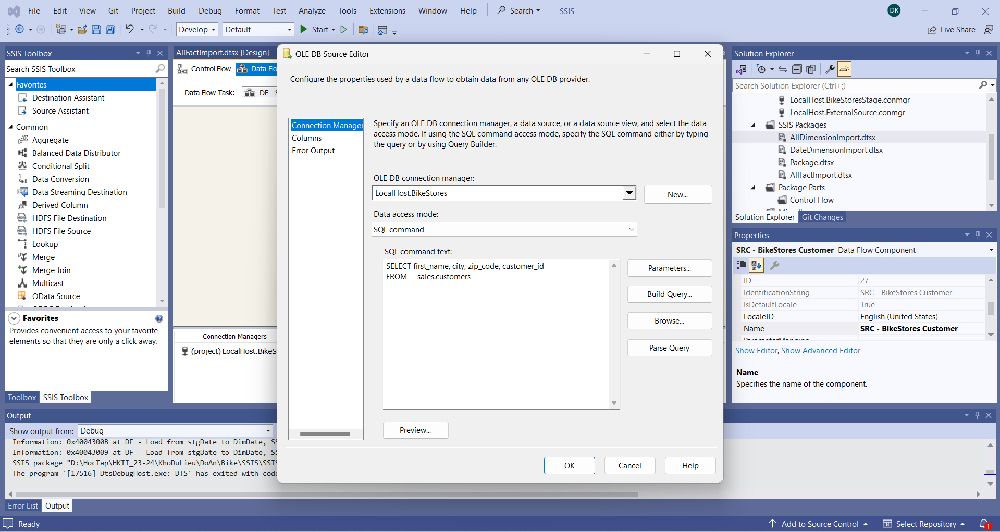 File Edit View Git Project Build Debug Format Test Analyze Tools Extensions Window Help Search SSIS DK
Develop Default Start Live Share
SSIS Toolbox
Search SSIS Toolbox
Favorites
Destination Assistant
Source Assistant
Common
Aggregate
Balanced Data Distributor
Conditional Split
Data Conversion
Data Streaming Destination
Derived Column
HDFS File Destination
HDFS File Source
Lookup
Merge
Merge Join
Multicast
OData Source
Favorites
Provides convenient access to your favorite
elements so that they are only a click away.
Toolbox SSIS Toolbox
AllFactImport.dtsx [Design]
Control Flow Data Flo
Data Flow Task: DF - S
Connection Managers
(project) LocalHost.BikeS
OLE DB Source Editor
Configure the properties used by a data flow to obtain data from any OLE DB provider.
Connection Manager
Columns
Error Output
Specify an OLE DB connection manager, a data source, or a data source view, and select the data
access mode. If using the SQL command access mode, specify the SQL command either by typing
the query or by using Query Builder.
OLE DB connection manager:
LocalHost.BikeStores
New...
Data access mode:
SQL command
SQL command text:
SELECT first_name, city, zip_code, customer_id
FROM sales.customers
Parameters...
Build Query...
Browse...
Parse Query
Preview...
OK Cancel Help
Solution Explorer
Search Solution Explorer (Ctrl+;)
LocalHost.BikeStoresStage.conmgr
LocalHost.ExternalSource.conmgr
SSIS Packages
AllDimensionImport.dtsx
DateDimensionImport.dtsx
Package.dtsx
AllFactImport.dtsx
Package Parts
Control Flow
Solution Explorer Git Changes
Properties
SRC - BikeStores Customer Data Flow Component
ID 27
IdentificationString SRC - BikeStores Customer
IsDefaultLocale True
LocaleID English (United States)
Name SRC - BikeStores Customer
ParameterMapping
Show Editor, Show Advanced Editor
Name
Specifies the name of the component.
Output
Show output from: Debug
Information: 0x4004300B at DF - Load from stgDate to DimDate, SS
Information: 0x40043009 at DF - Load from stgDate to DimDate, SS
SSIS package "D:\HocTap\HKII_23-24\KhoDuLieu\DoAn\Bike\SSIS\SSIS
The program '[17516] DtsDebugHost.exe: DTS' has exited with code
Error List Output
Ready Add to Source Control Select Repository 1